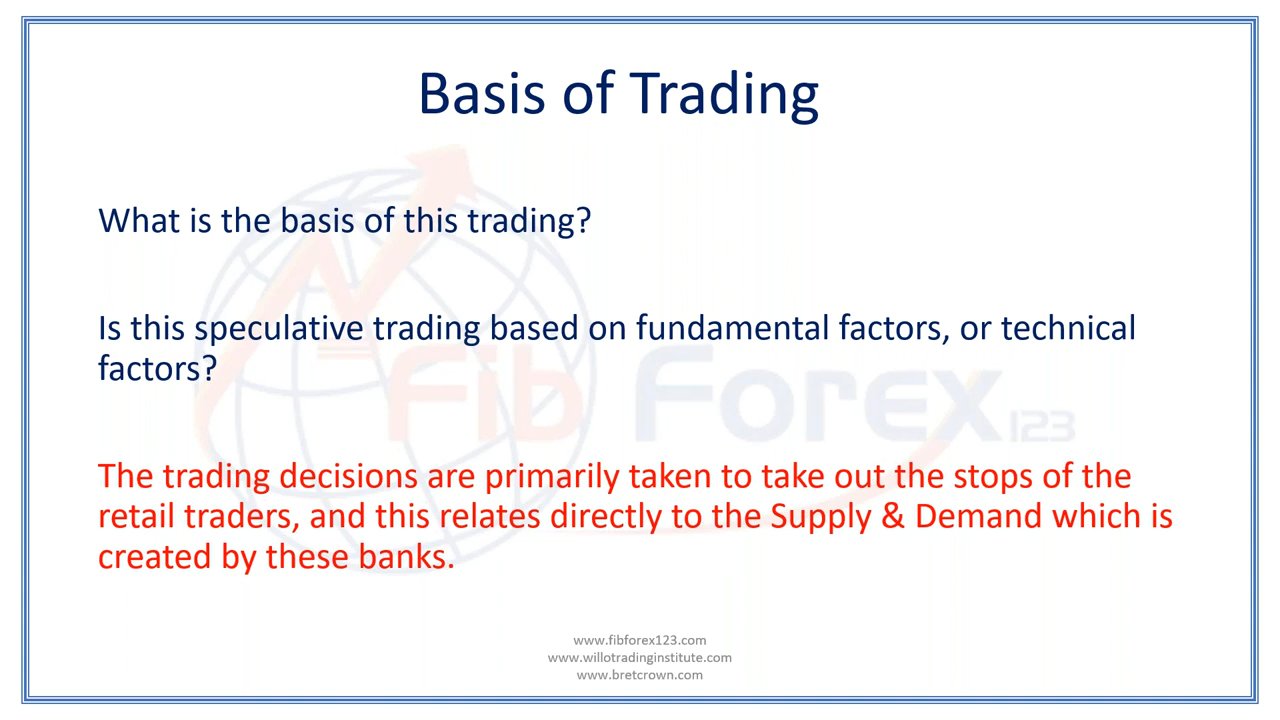 Basis of Trading
What is the basis of this trading?
Is this speculative trading based on fundamental factors, or technical
factors?
Fib Forex123
The trading decisions are primarily taken to take out the stops of the
retail traders, and this relates directly to the Supply & Demand which is
created by these banks.
www.fibforex123.com
www.willotradinginstitute.com
www.bretcrown.com